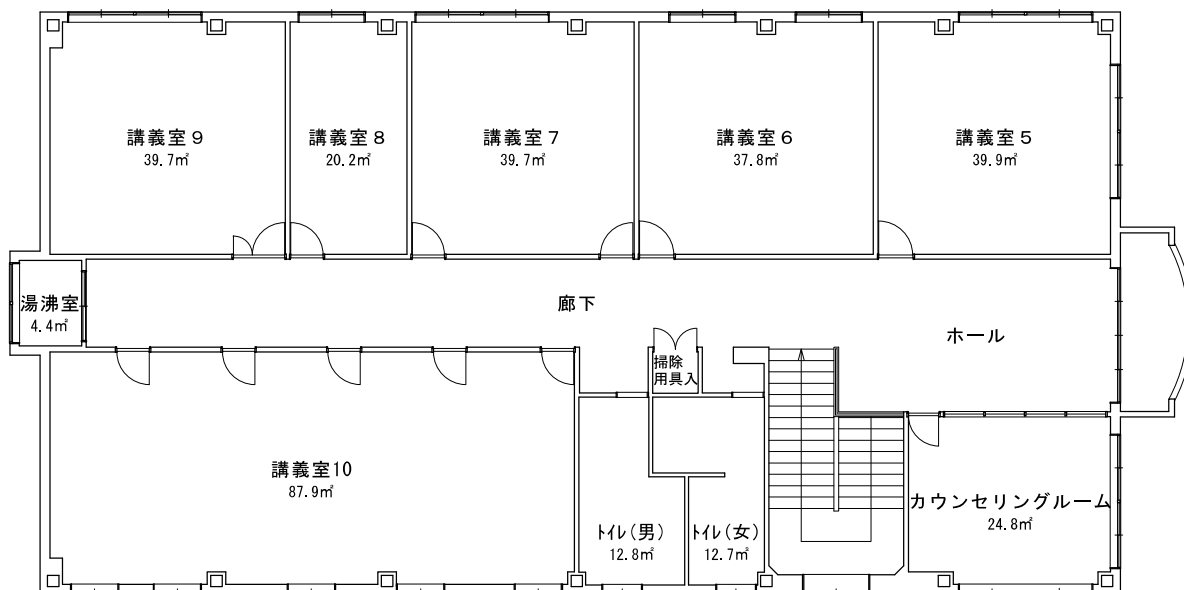 講義室９
39.7㎡
講義室８
20.2㎡
講義室７
39.7㎡
講義室６
37.8㎡
講義室５
39.9㎡
湯沸室
4.4㎡
廊下
ホール
掃除
用具入
講義室10
87.9㎡
ﾄｲﾚ(男)
12.8㎡
ﾄｲﾚ(女)
12.7㎡
カウンセリングルーム
24.8㎡